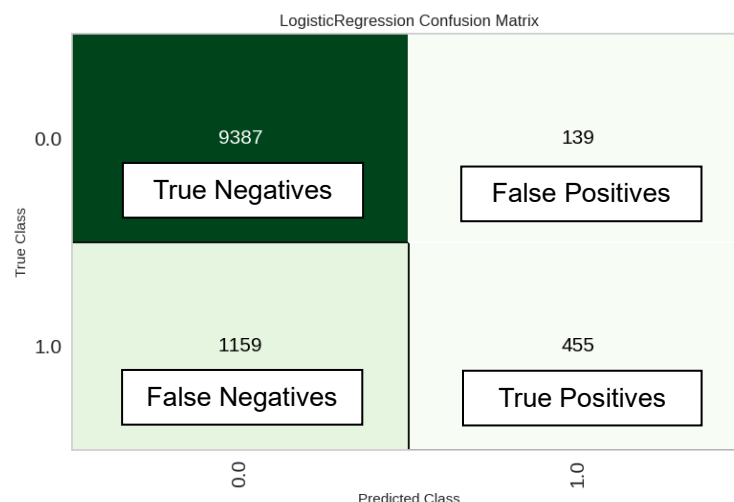 LogisticRegression Confusion Matrix
0.0
9387
139
True Negatives
False Positives
True Class
1.0
1159
455
False Negatives
True Positives
0.0
1.0
Predicted Class